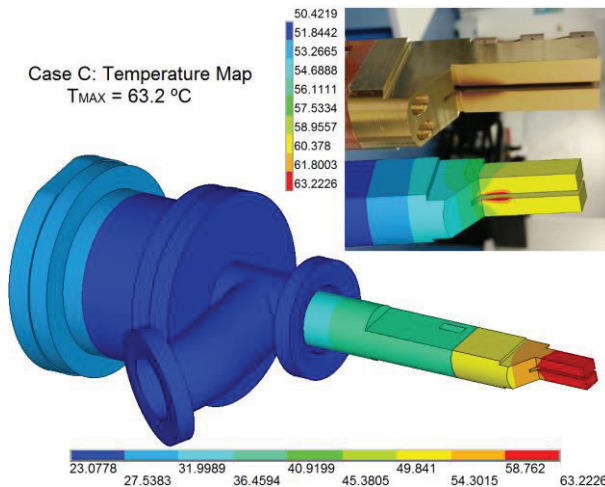 50.4219
51.8442
53.2665
54.6888
56.1111
57.5334
58.9557
60.378
61.8003
63.2226
Case C: Temperature Map
TMAX = 63.2 ºC
23.0778 31.9989 40.9199 49.841 58.762
27.5383 36.4594 45.3805 54.3015 63.2226